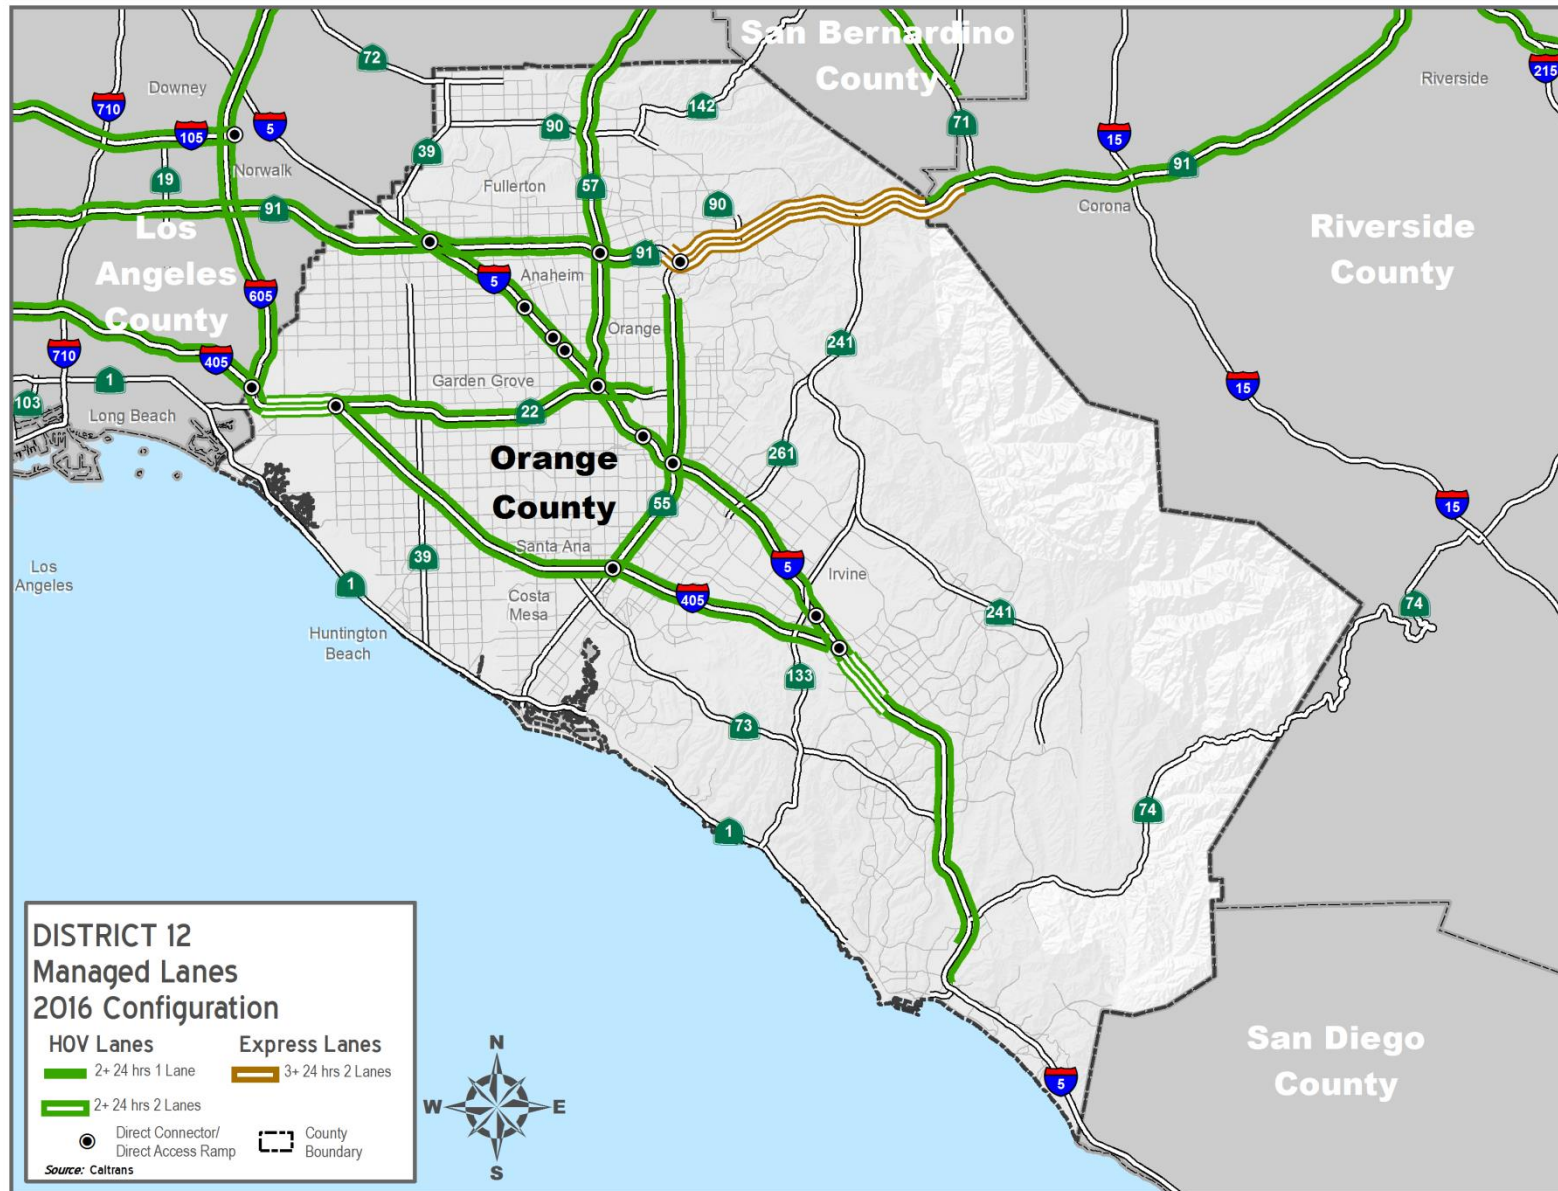 San Bernardino
County
72
Downey
Riverside
215
710
5
142
105
90
71
15
39
Norwalk
91
19
Fullerton
57
90
Corona
91
Los
Angeles
County
Riverside
County
91
5
Anaheim
605
Orange
241
710
405
1
Garden Grove
15
103
Long Beach
22
Orange
County
261
55
15
Santa Ana
39
5
Irvine
Los
Angeles
1
Costa
Mesa
405
241
74
Huntington
Beach
133
73
74
1
DISTRICT 12
Managed Lanes
2016 Configuration
HOV Lanes
Express Lanes
2+ 24 hrs 1 Lane
3+ 24 hrs 2 Lanes
2+ 24 hrs 2 Lanes
Direct Connector/
Direct Access Ramp
County
Boundary
Source: Caltrans
N
W
E
S
San Diego
County
5